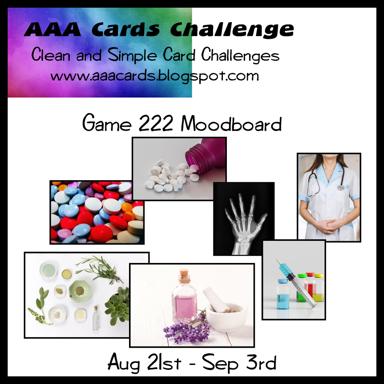 AAA Cards Challenge
Clean and Simple Card Challenges
www.aaacards.blogspot.com
Game 222 Moodboard
Aug 21st - Sep 3rd